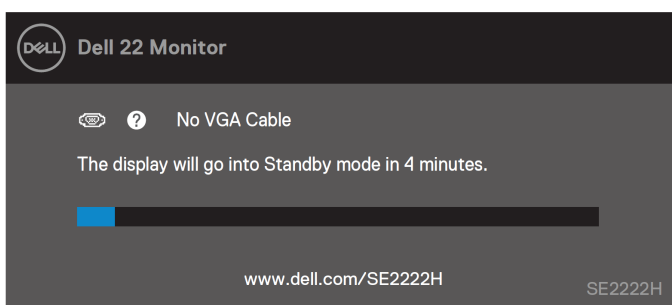 DELL Dell 22 Monitor
? No VGA Cable
The display will go into Standby mode in 4 minutes.
www.dell.com/SE2222H
SE2222H